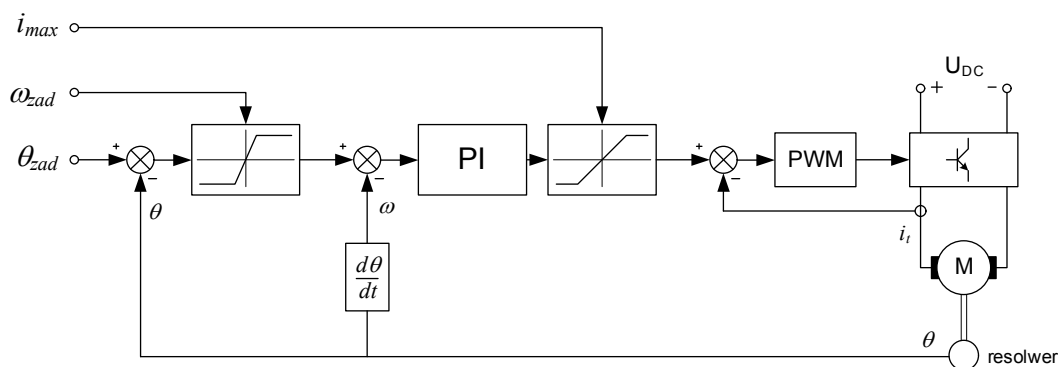 i_max
ω_zad
θ_zad
+
−
θ
+
−
ω
dθ
dt
PI
+
−
PWM
U_DC
+
-
i_t
M
θ
resolwer